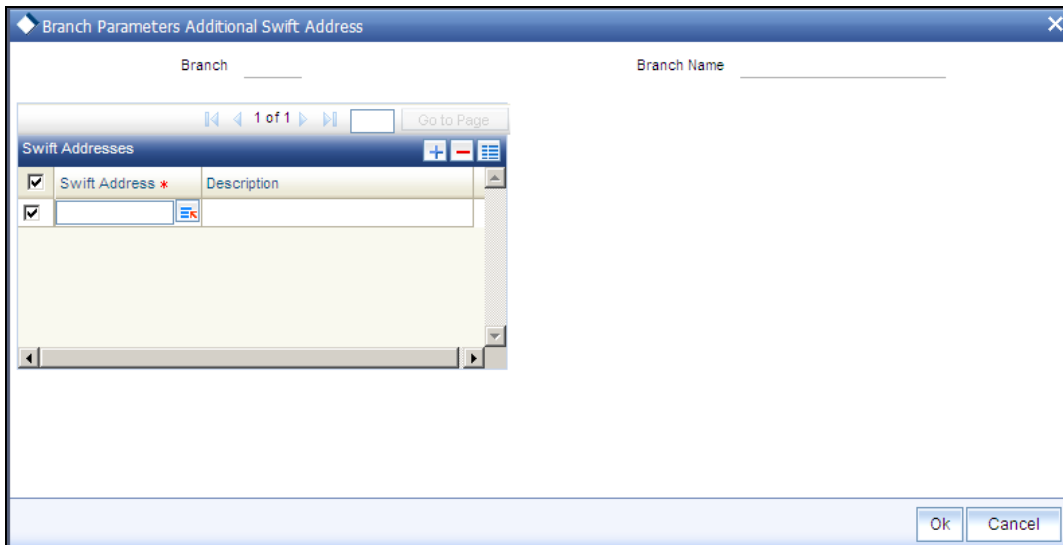 Branch Parameters Additional Swift Address
Branch
Branch Name
1 of 1
Go to Page
Swift Addresses
Swift Address * Description
Ok Cancel